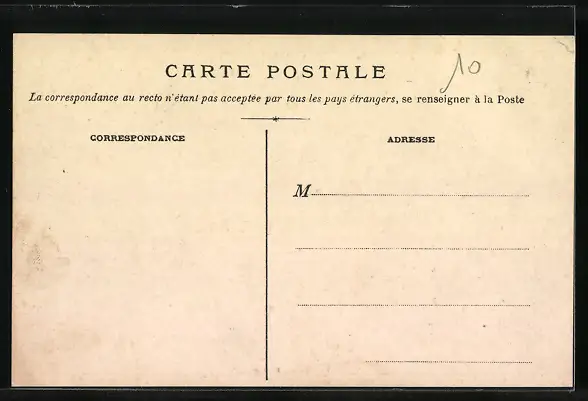 10
CARTE POSTALE
La correspondance au recto n'étant pas acceptée par tous les pays étrangers, se renseigner à la Poste
CORRESPONDANCE
ADRESSE
M